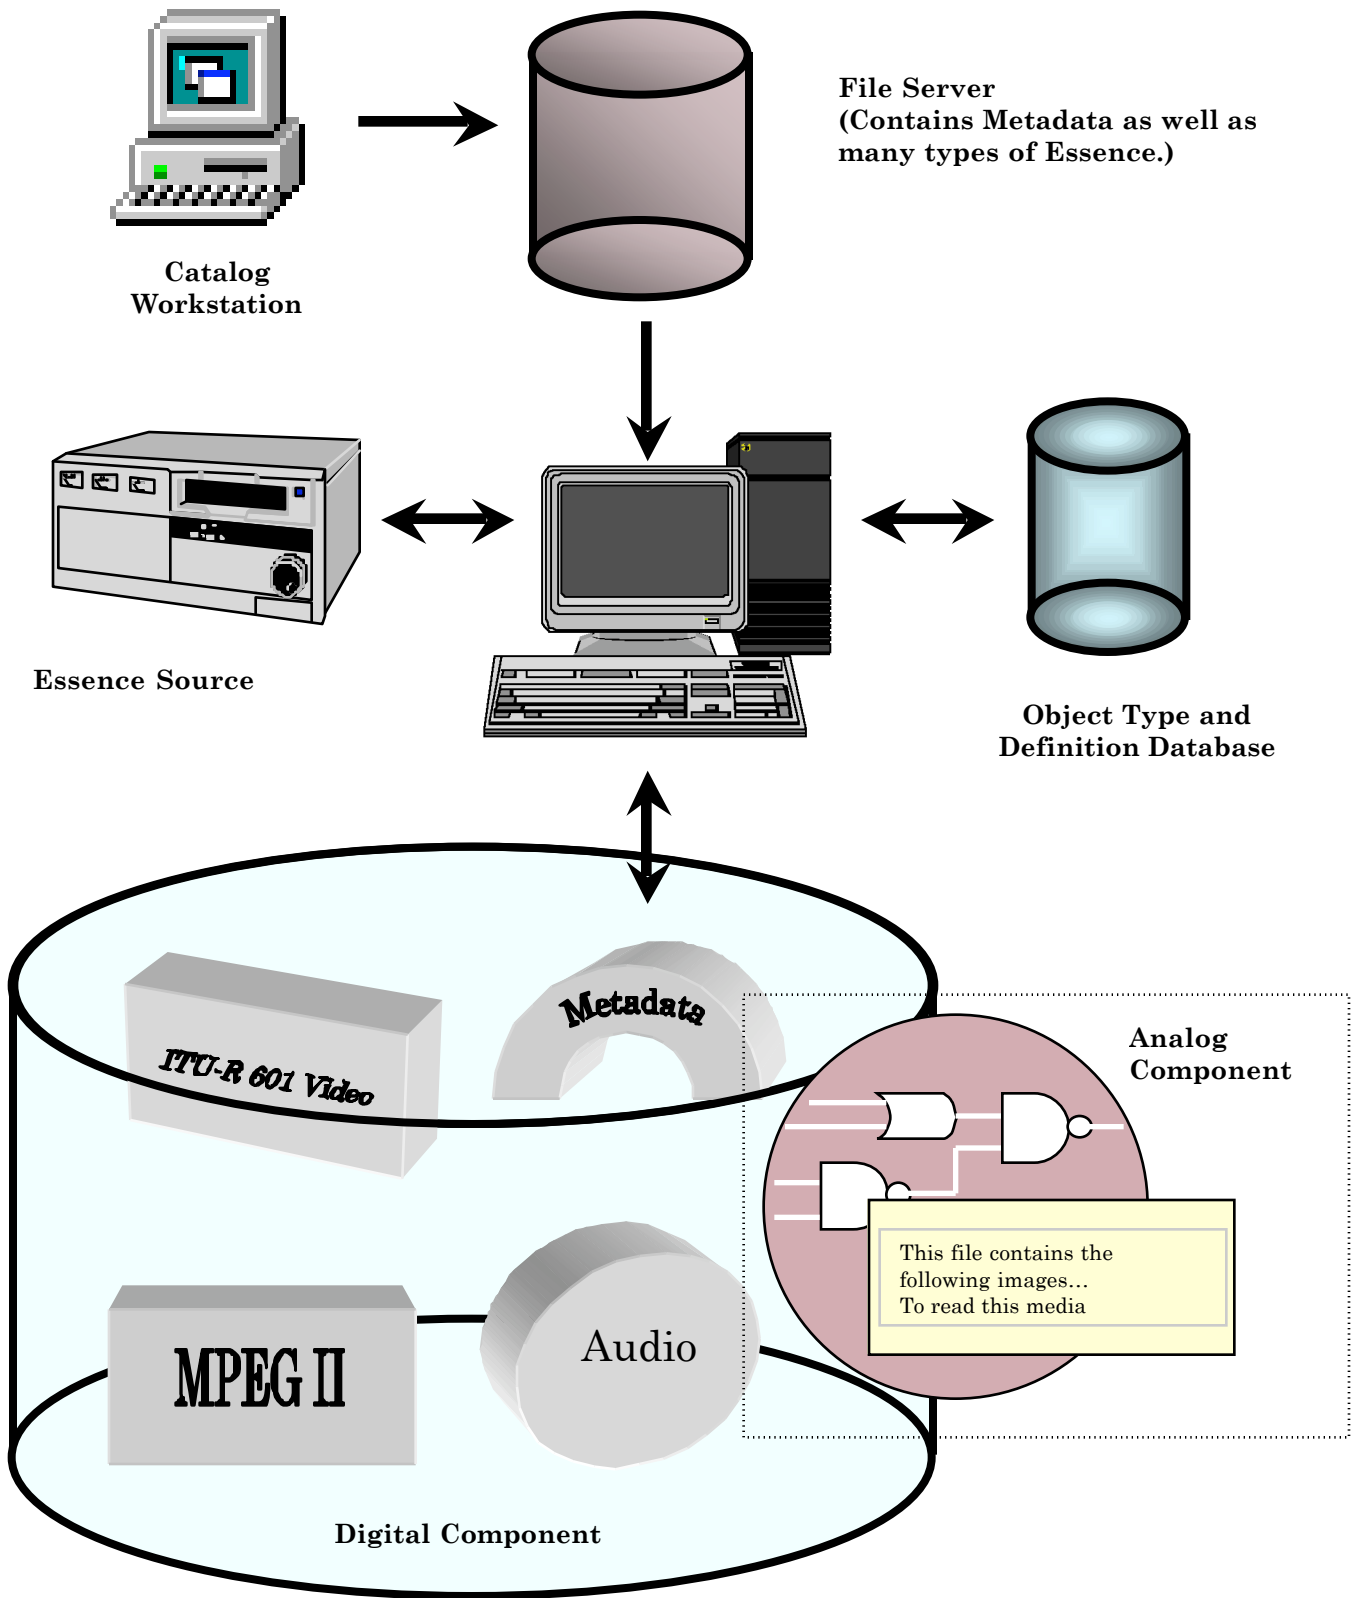 File Server
(Contains Metadata as well as
many types of Essence.)
Catalog
Workstation
Essence Source
Object Type and
Definition Database
Metadata
ITU-R 601 Video
Analog
Component
This file contains the
following images…
To read this media
MPEG II
Audio
Digital Component